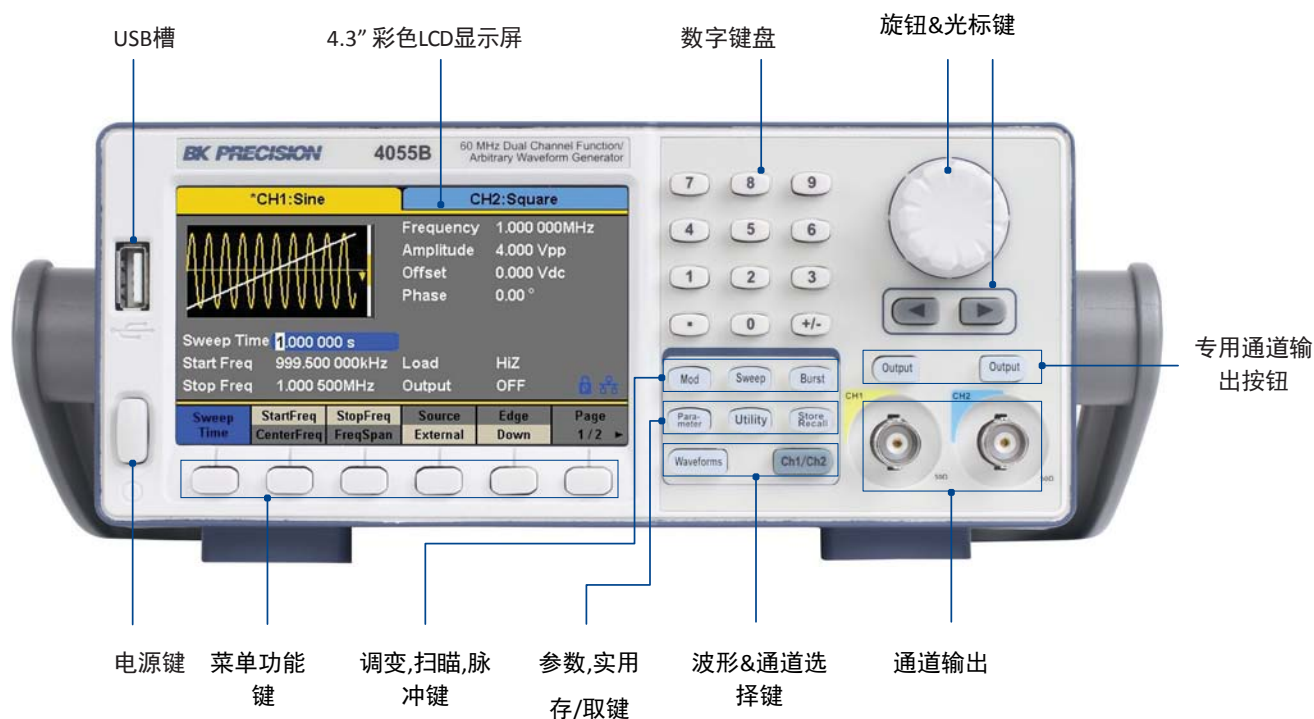 USB槽
4.3” 彩色LCD显示屏
数字键盘
旋钮&光标键
BK PRECISION
4055B
60 MHz Dual Channel Function/
Arbitrary Waveform Generator
*CH1:Sine
CH2:Square
Frequency 1.000 000MHz
Amplitude 4.000 Vpp
Offset 0.000 Vdc
Phase 0.00 °
Sweep Time 1.000 000 s
Start Freq 999.500 000kHz Load HiZ
Stop Freq 1.000 500MHz Output OFF
Sweep
Time
StartFreq
CenterFreq
StopFreq
FreqSpan
Source
External
Edge
Down
Page
1/2 ►
7 8 9
4 5 6
1 2 3
• 0 +/-
Mod Sweep Burst
Para-
meter
Utility
Store
Recall
Waveforms Ch1/Ch2
Output Output
CH1 CH2
50Ω 50Ω
专用通道输
出按钮
电源键
菜单功能
键
调变,扫瞄,脉
冲键
参数,实用
存/取键
波形&通道选
择键
通道输出